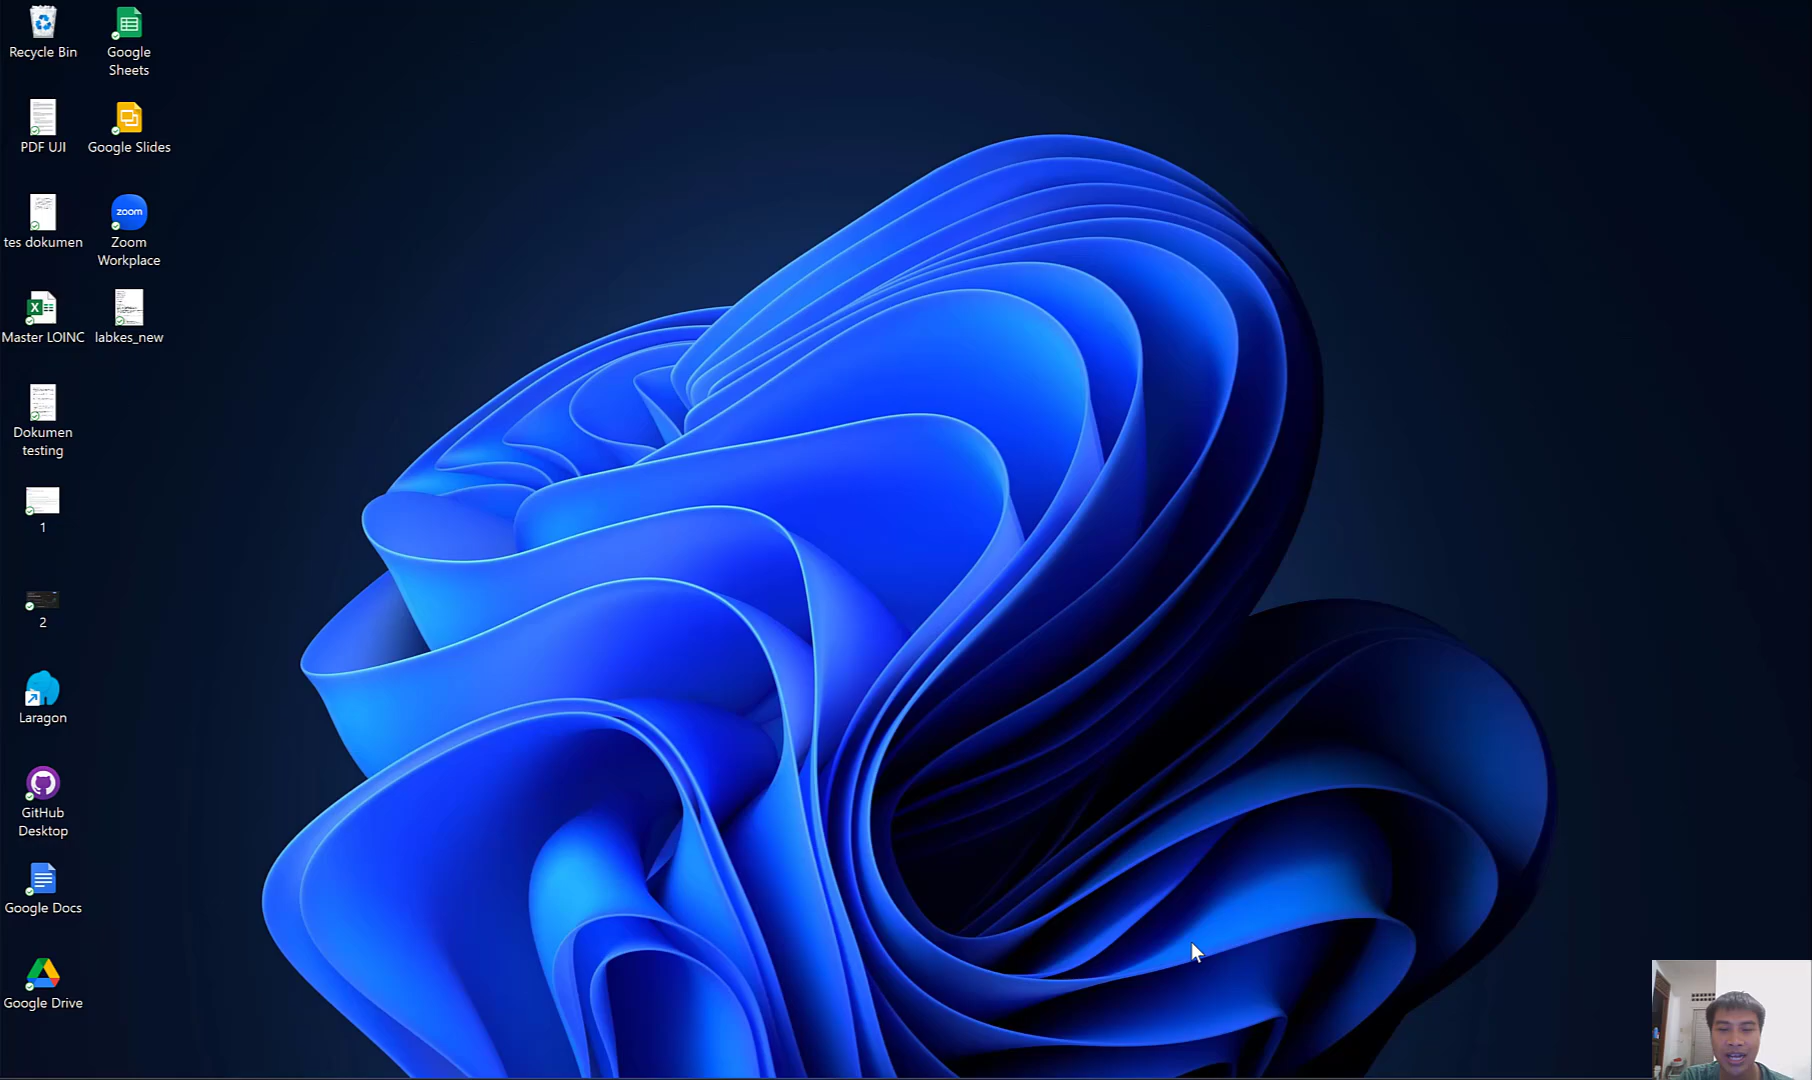 Recycle Bin
Google
Sheets
PDF UJI
Google Slides
tes dokumen
zoom
Zoom
Workplace
Master LOINC
labkes_new
Dokumen
testing
1
2
Laragon
GitHub
Desktop
Google Docs
Google Drive